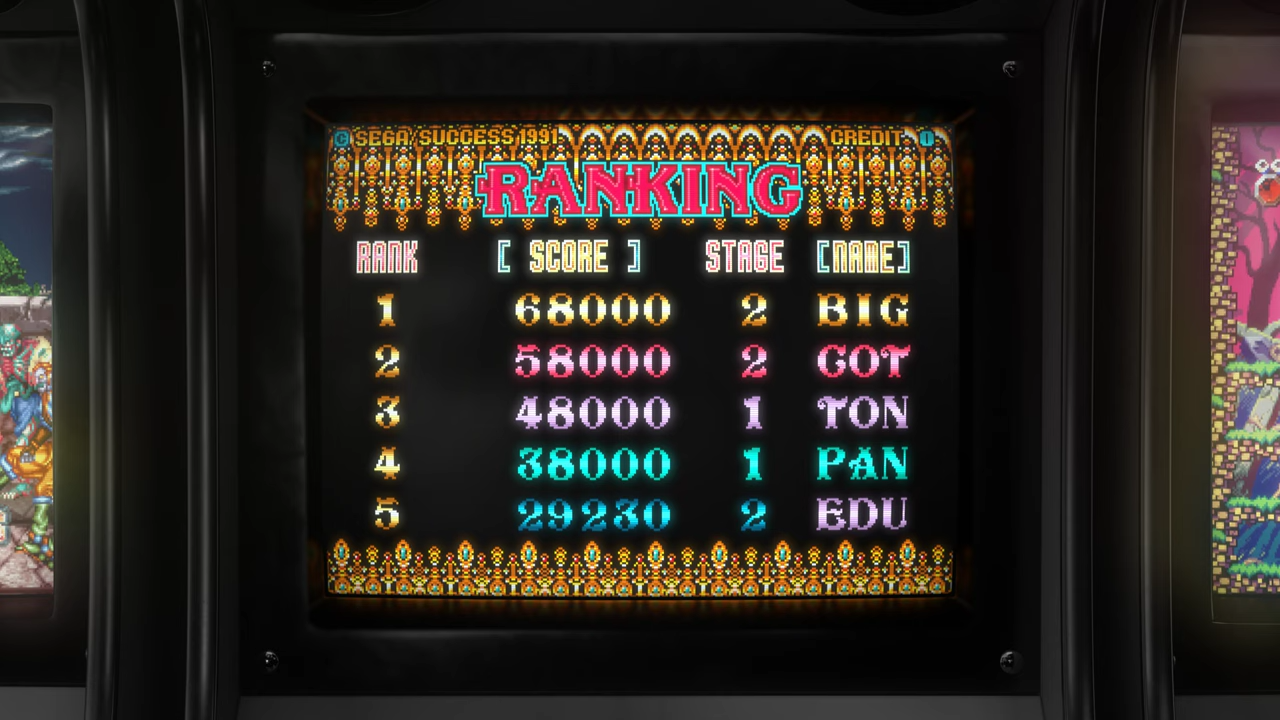 © SEGA/SUCCESS 1991 CREDIT 0
RANKING
RANK [ SCORE ] STAGE [NAME]
1 68000 2 BIG
2 58000 2 GOT
3 48000 1 TON
4 38000 1 PAN
5 29230 2 EDU